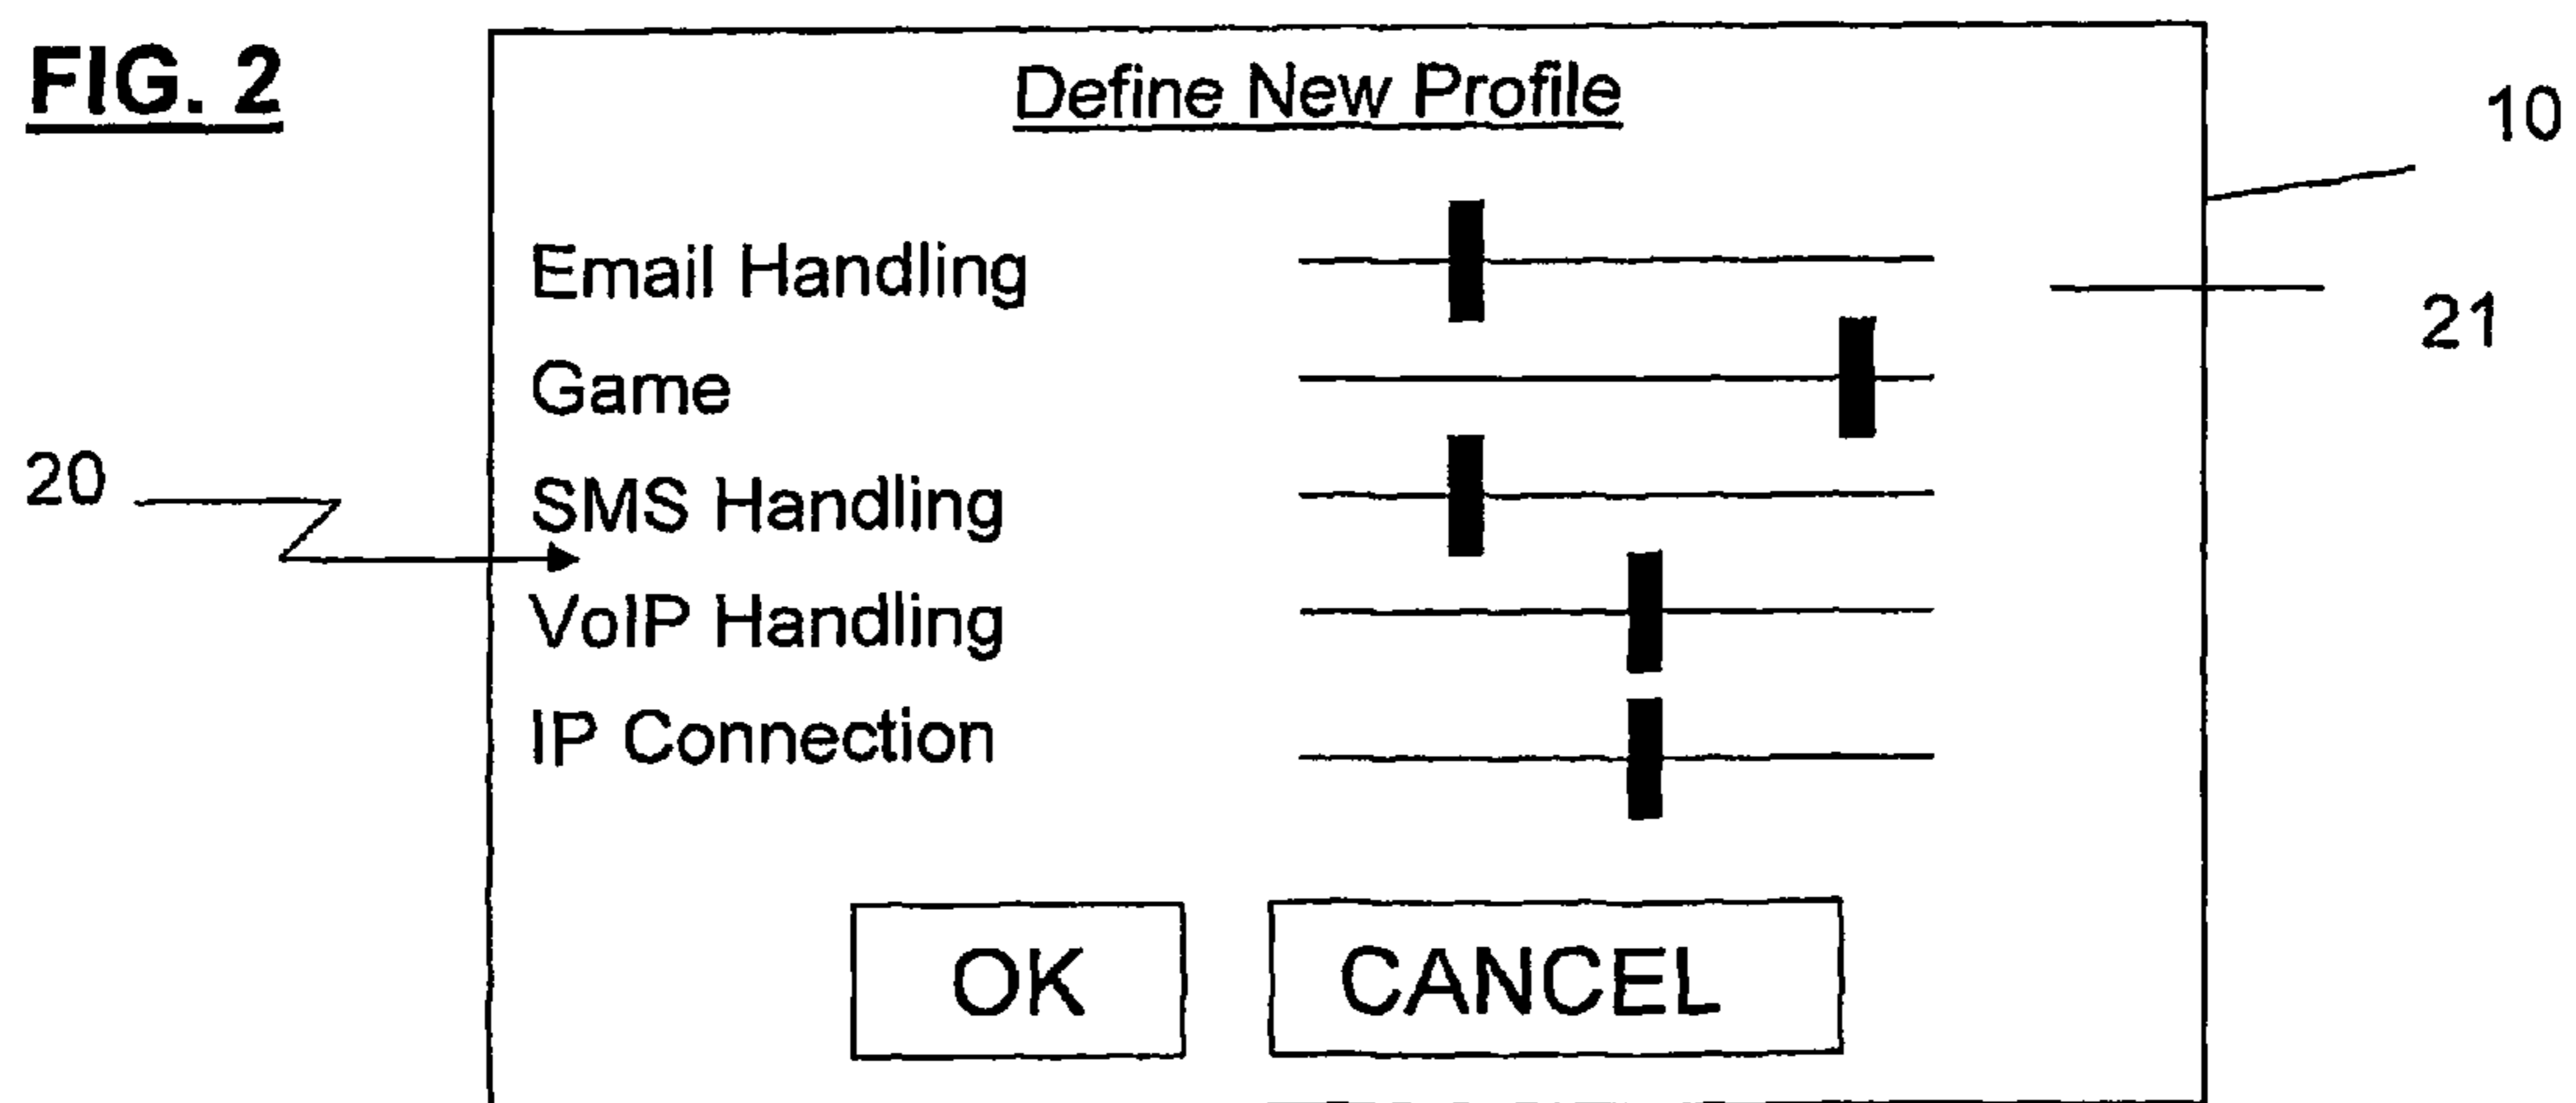 FIG. 2
Define New Profile
10
Email Handling
21
Game
20
SMS Handling
VoIP Handling
IP Connection
OK
CANCEL